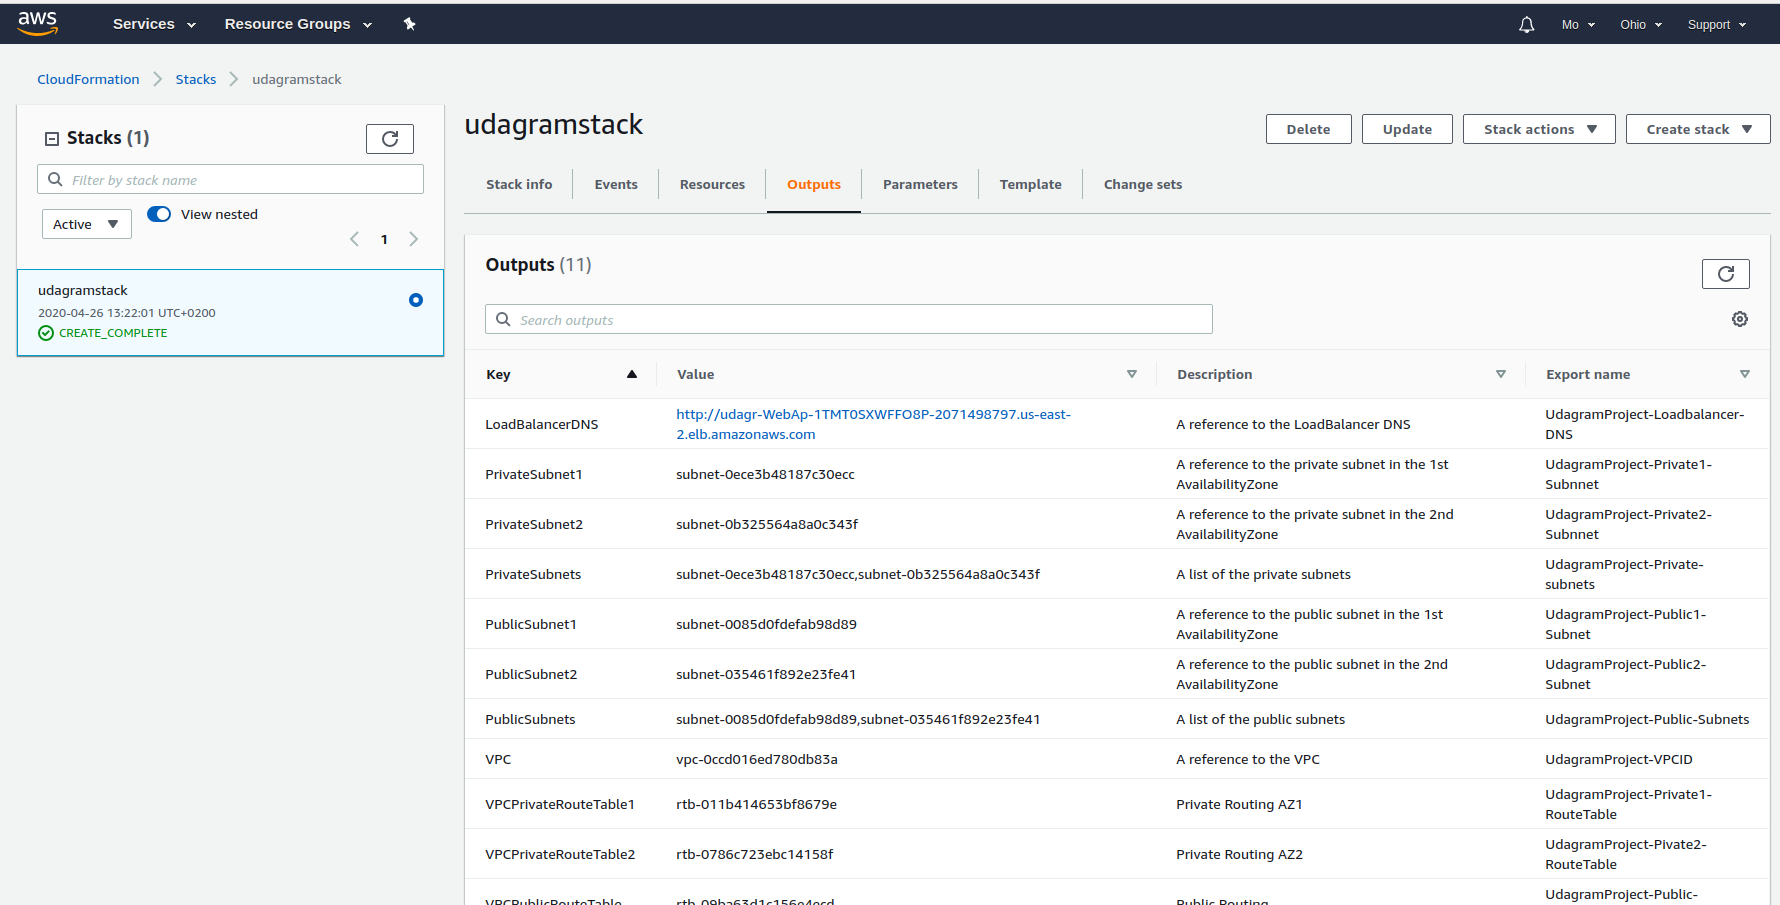 aws
Services
Resource Groups
Mo
Ohio
Support
CloudFormation
Stacks
udagramstack
Stacks (1)
Filter by stack name
Active
View nested
1
udagramstack
2020-04-26 13:22:01 UTC+0200
CREATE_COMPLETE
udagramstack
Delete
Update
Stack actions
Create stack
Stack info
Events
Resources
Outputs
Parameters
Template
Change sets
Outputs (11)
Search outputs
Key
Value
Description
Export name
LoadBalancerDNS
http://udagr-WebAp-1TMT0SXWFFO8P-2071498797.us-east-
2.elb.amazonaws.com
A reference to the LoadBalancer DNS
UdagramProject-Loadbalancer-
DNS
PrivateSubnet1
subnet-0ece3b48187c30ecc
A reference to the private subnet in the 1st
AvailabilityZone
UdagramProject-Private1-
Subnnet
PrivateSubnet2
subnet-0b325564a8a0c343f
A reference to the private subnet in the 2nd
AvailabilityZone
UdagramProject-Private2-
Subnnet
PrivateSubnets
subnet-0ece3b48187c30ecc,subnet-0b325564a8a0c343f
A list of the private subnets
UdagramProject-Private-
subnets
PublicSubnet1
subnet-0085d0fdefab98d89
A reference to the public subnet in the 1st
AvailabilityZone
UdagramProject-Public1-
Subnet
PublicSubnet2
subnet-035461f892e23fe41
A reference to the public subnet in the 2nd
AvailabilityZone
UdagramProject-Public2-
Subnet
PublicSubnets
subnet-0085d0fdefab98d89,subnet-035461f892e23fe41
A list of the public subnets
UdagramProject-Public-Subnets
VPC
vpc-0ccd016ed780db83a
A reference to the VPC
UdagramProject-VPCID
VPCPrivateRouteTable1
rtb-011b414653bf8679e
Private Routing AZ1
UdagramProject-Private1-
RouteTable
VPCPrivateRouteTable2
rtb-0786c723ebc14158f
Private Routing AZ2
UdagramProject-Pivate2-
RouteTable
VPCPublicRouteTable
rtb-09ba63d1c156e4ecd
Public Routing
UdagramProject-Public-